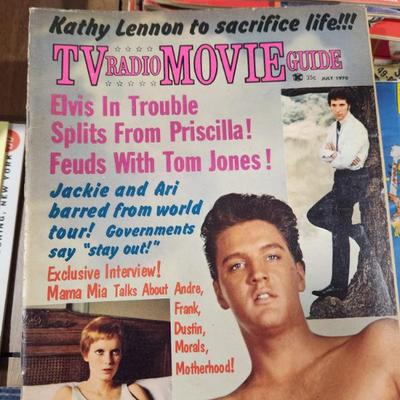 Kathy Lennon to sacrifice life!!!
TV RADIO MOVIE GUIDE
35c JULY 1970
Elvis In Trouble
Splits From Priscilla!
Feuds With Tom Jones!
Jackie and Ari
barred from world
tour! Governments
say "stay out!"
Exclusive Interview!
Mama Mia Talks About Andre,
Frank,
Dustin,
Morals,
Motherhood!
SHING, NEW YORK